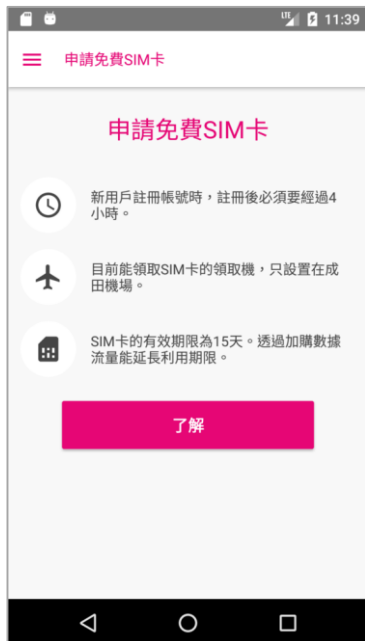 LTE 11:39
申請免費SIM卡
申請免費SIM卡
新用戶註冊帳號時，註冊後必須要經過4
小時。
目前能領取SIM卡的領取機，只設置在成
田機場。
SIM卡的有效期限為15天。透過加購數據
流量能延長利用期限。
了解